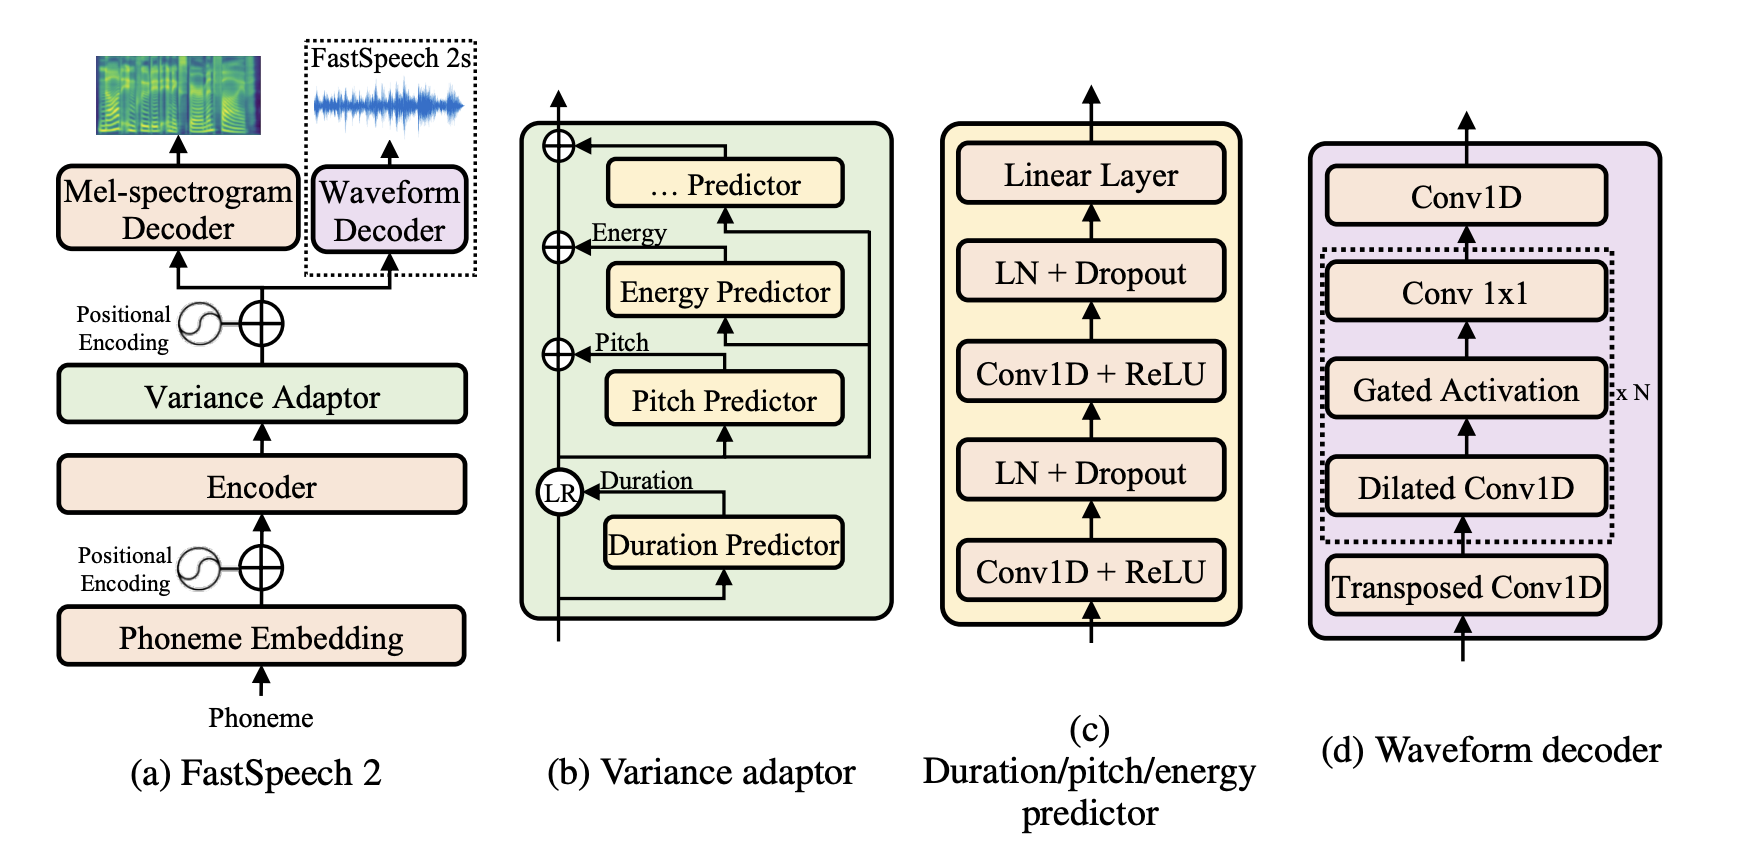 FastSpeech 2s
Mel-spectrogram
Decoder
Waveform
Decoder
Positional
Encoding
Variance Adaptor
Encoder
Positional
Encoding
Phoneme Embedding
Phoneme
(a) FastSpeech 2
... Predictor
Energy
Energy Predictor
Pitch
Pitch Predictor
LR
Duration
Duration Predictor
(b) Variance adaptor
Linear Layer
LN + Dropout
Conv1D + ReLU
LN + Dropout
Conv1D + ReLU
(c)
Duration/pitch/energy
predictor
Conv1D
Conv 1x1
Gated Activation
x N
Dilated Conv1D
Transposed Conv1D
(d) Waveform decoder